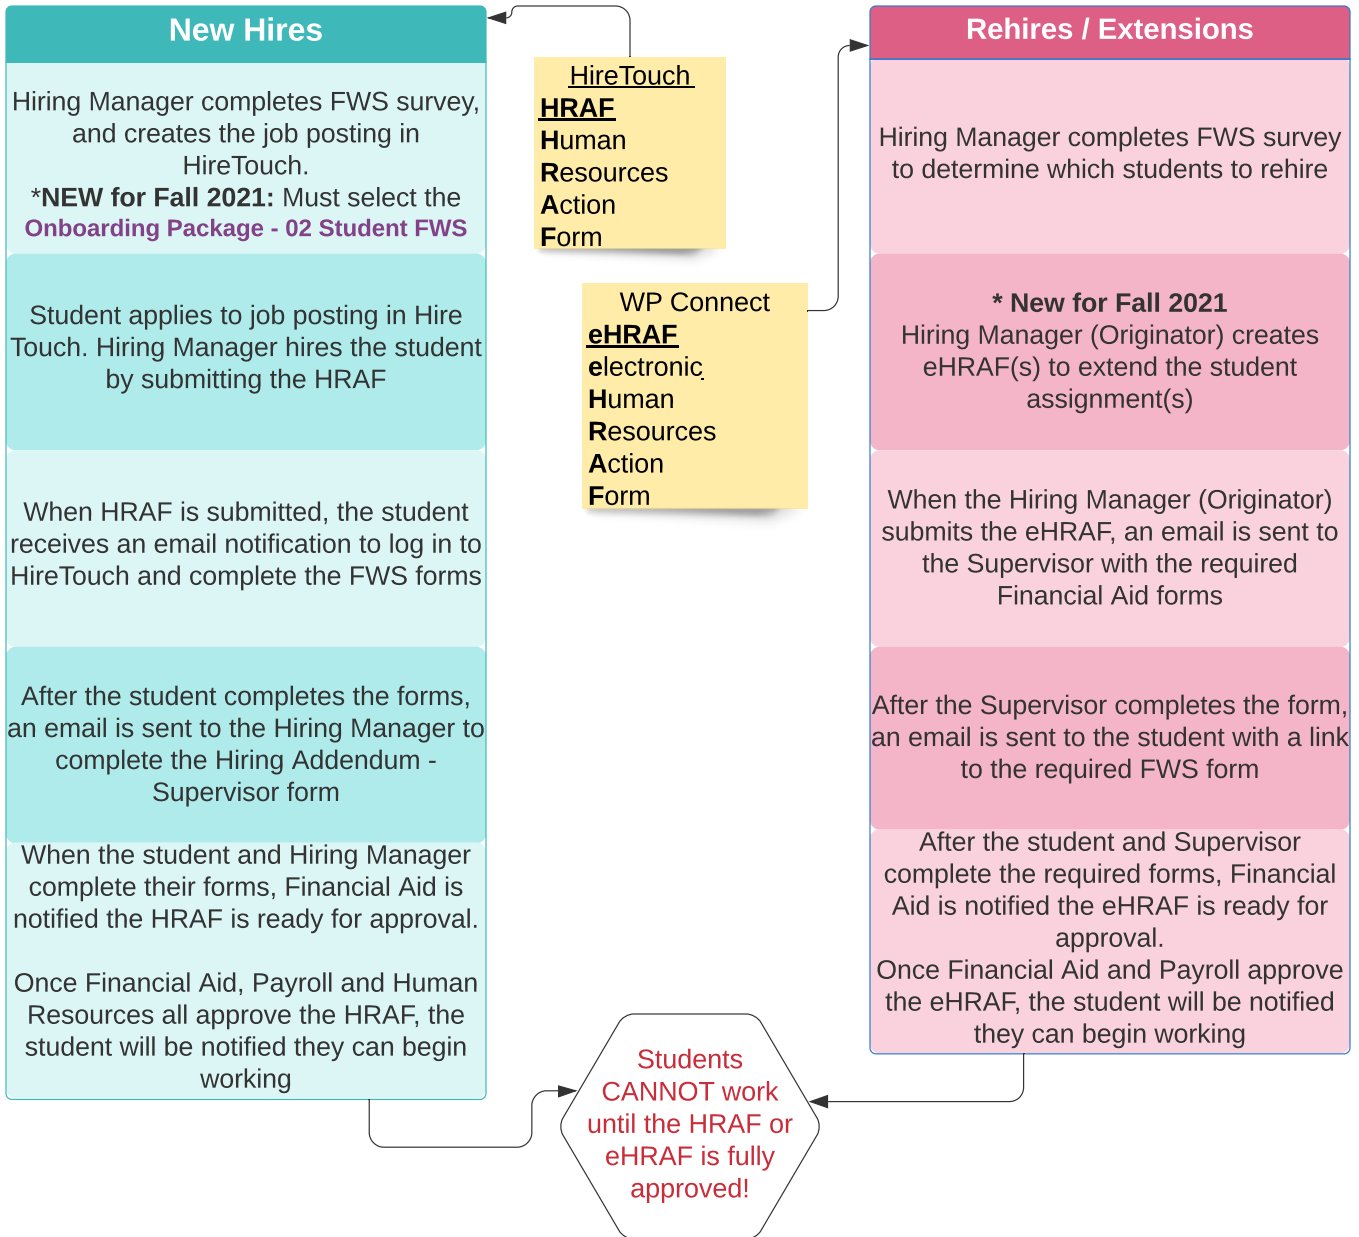 New Hires
Hiring Manager completes FWS survey,
and creates the job posting in
HireTouch.
*NEW for Fall 2021: Must select the
Onboarding Package - 02 Student FWS
Student applies to job posting in Hire
Touch. Hiring Manager hires the student
by submitting the HRAF
When HRAF is submitted, the student
receives an email notification to log in to
HireTouch and complete the FWS forms
After the student completes the forms,
an email is sent to the Hiring Manager to
complete the Hiring Addendum -
Supervisor form
When the student and Hiring Manager
complete their forms, Financial Aid is
notified the HRAF is ready for approval.
Once Financial Aid, Payroll and Human
Resources all approve the HRAF, the
student will be notified they can begin
working
HireTouch
HRAF
Human
Resources
Action
Form
WP Connect
eHRAF
electronic
Human
Resources
Action
Form
Rehires / Extensions
Hiring Manager completes FWS survey
to determine which students to rehire
* New for Fall 2021
Hiring Manager (Originator) creates
eHRAF(s) to extend the student
assignment(s)
When the Hiring Manager (Originator)
submits the eHRAF, an email is sent to
the Supervisor with the required
Financial Aid forms
After the Supervisor completes the form,
an email is sent to the student with a link
to the required FWS form
After the student and Supervisor
complete the required forms, Financial
Aid is notified the eHRAF is ready for
approval.
Once Financial Aid and Payroll approve
the eHRAF, the student will be notified
they can begin working
Students
CANNOT work
until the HRAF or
eHRAF is fully
approved!